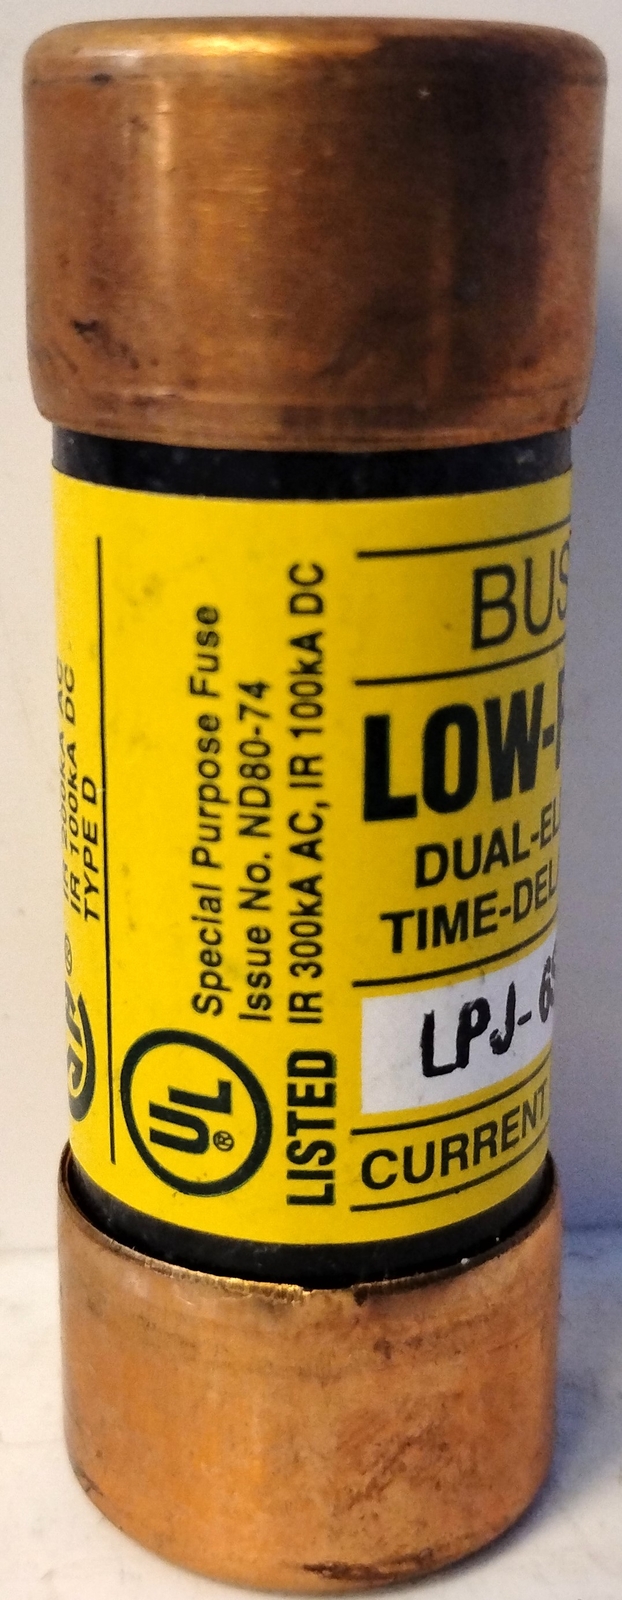 IR 100kA DC
TYPE D
®
UL
®
LISTED
Special Purpose Fuse
Issue No. ND80-74
IR 300kA AC, IR 100kA DC
BUS
LOW-
DUAL-EL
TIME-DEL
LPJ-6
CURRENT